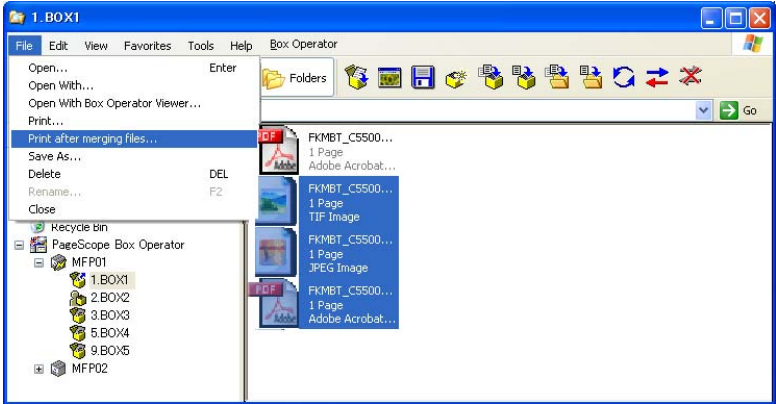 1.BOX1
File Edit View Favorites Tools Help Box Operator
Open... Enter
Open With...
Open With Box Operator Viewer...
Print...
Print after merging files...
Save As...
Delete DEL
Rename... F2
Close
Folders
Go
Recycle Bin
PageScope Box Operator
MFP01
1.BOX1
2.BOX2
3.BOX3
5.BOX4
9.BOX5
MFP02
PDF
Adobe
FKMBT_C5500...
1 Page
Adobe Acrobat...
FKMBT_C5500...
1 Page
TIF Image
FKMBT_C5500...
1 Page
JPEG Image
PDF
Adobe
FKMBT_C5500...
1 Page
Adobe Acrobat...